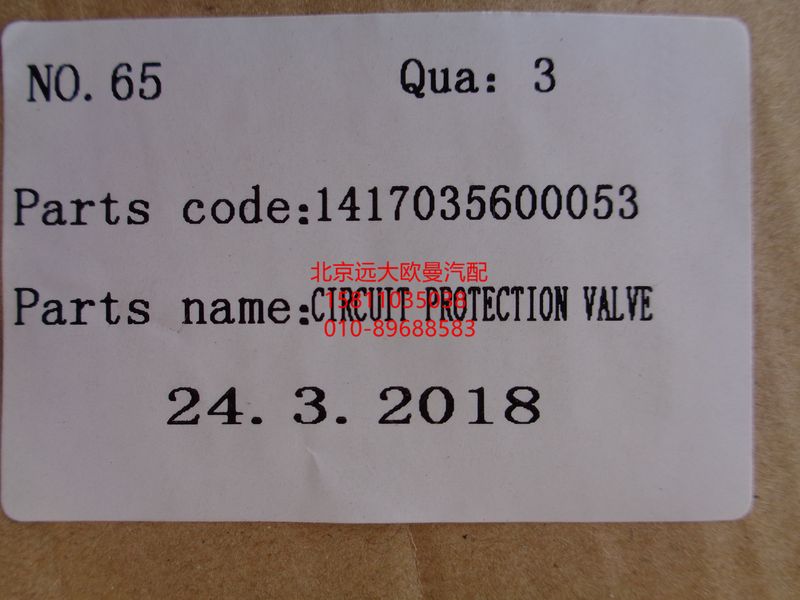 NO. 65 Qua: 3
Parts code:1417035600053
北京远大欧曼汽配
Parts name:CIRCUIT PROTECTION VALVE
010-89688583
24. 3. 2018